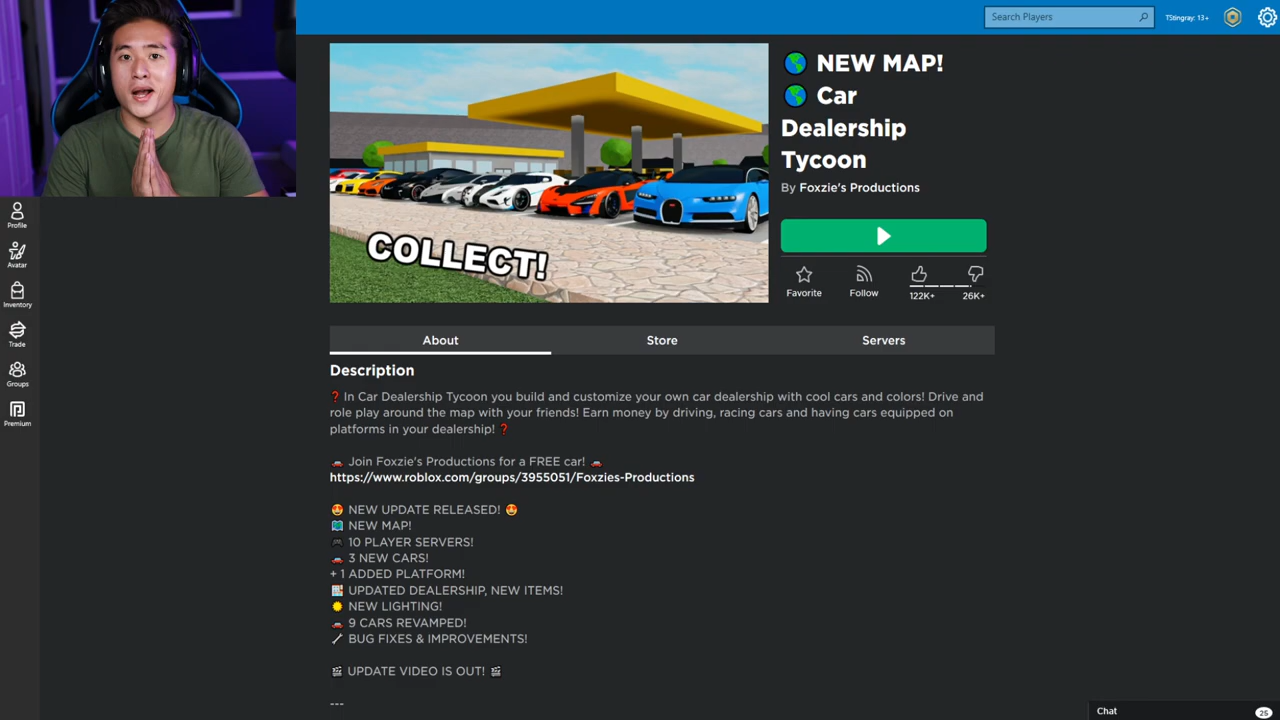 Search Players
TStingray: 13+
Profile
Avatar
Inventory
Trade
Groups
Premium
COLLECT!
🌎 NEW MAP!
🌎 Car
Dealership
Tycoon
By Foxzie's Productions
Favorite
Follow
122K+
26K+
About
Store
Servers
Description
❓ In Car Dealership Tycoon you build and customize your own car dealership with cool cars and colors! Drive and
role play around the map with your friends! Earn money by driving, racing cars and having cars equipped on
platforms in your dealership! ❓
🚗 Join Foxzie's Productions for a FREE car! 🚗
https://www.roblox.com/groups/3955051/Foxzies-Productions
😍 NEW UPDATE RELEASED! 😍
🗺 NEW MAP!
🎮 10 PLAYER SERVERS!
🚗 3 NEW CARS!
+ 1 ADDED PLATFORM!
🏬 UPDATED DEALERSHIP, NEW ITEMS!
☀ NEW LIGHTING!
🚗 9 CARS REVAMPED!
🔧 BUG FIXES & IMPROVEMENTS!
🎬 UPDATE VIDEO IS OUT! 🎬
---
Chat
25